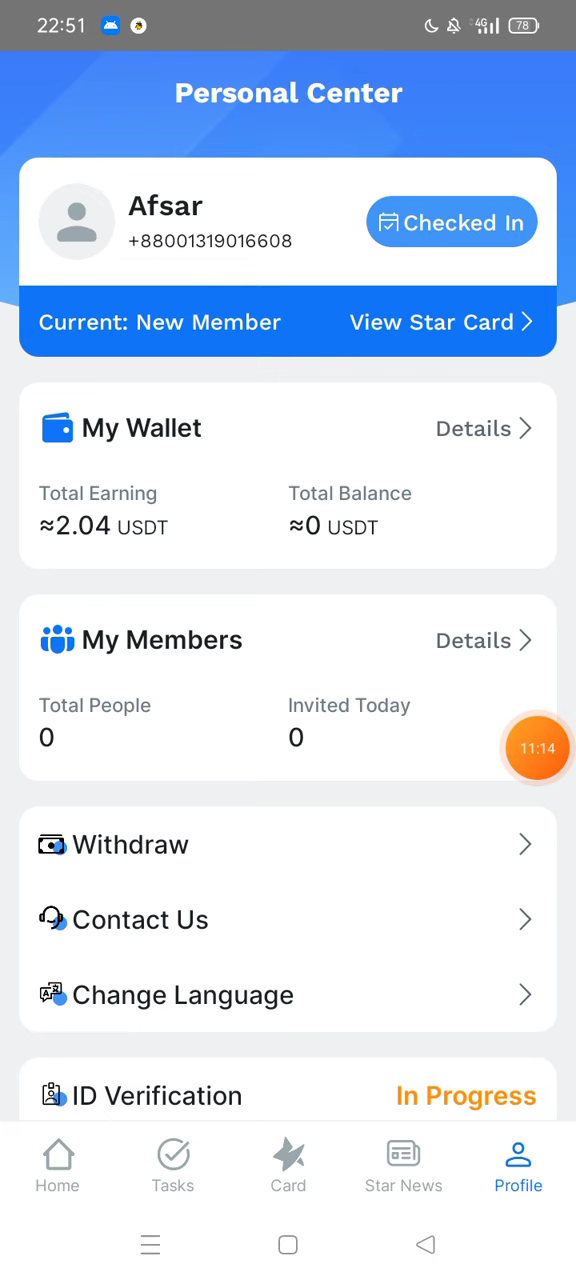 22:51 4G 78
Personal Center
Afsar
+88001319016608
Checked In
Current: New Member View Star Card
My Wallet Details
Total Earning Total Balance
≈2.04 USDT ≈0 USDT
My Members Details
Total People Invited Today
0 0
11:14
Withdraw
Contact Us
Change Language
ID Verification In Progress
Home Tasks Card Star News Profile